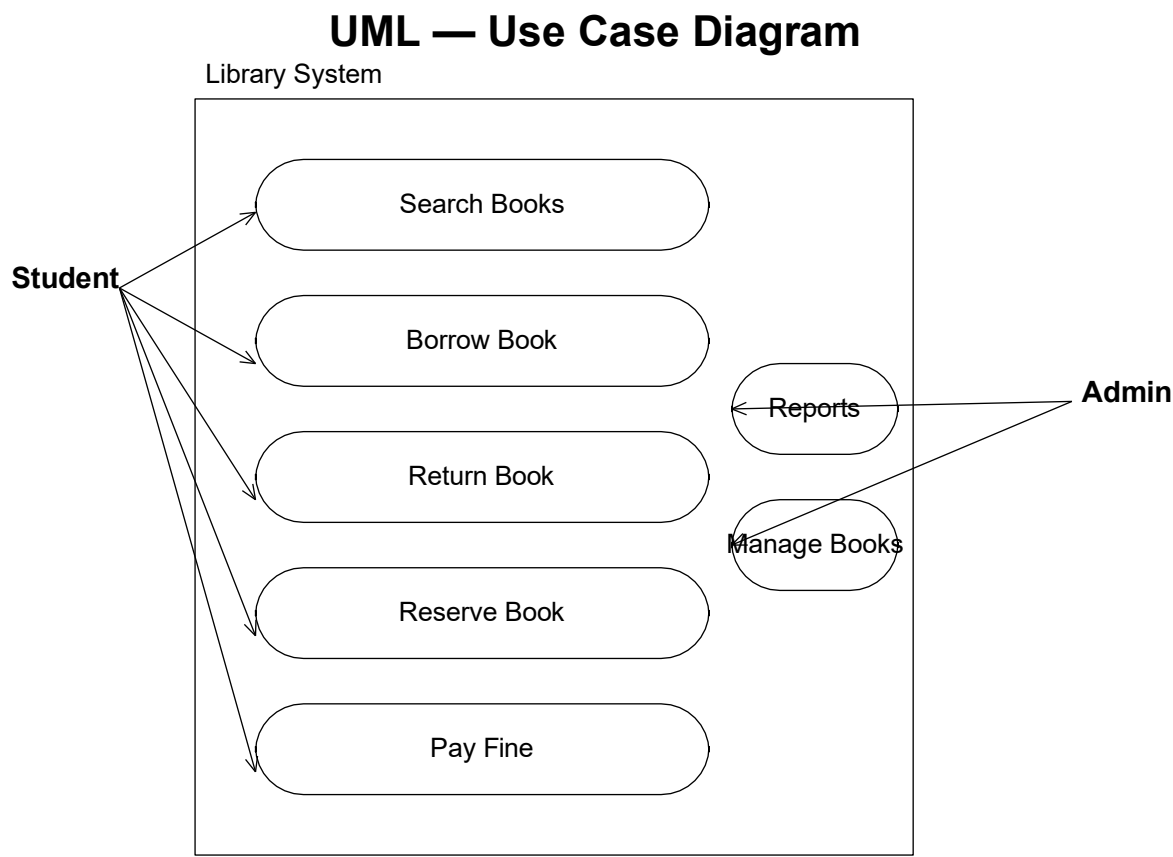 UML — Use Case Diagram
Library System
Search Books
Student
Borrow Book
Reports
Admin
Return Book
Manage Books
Reserve Book
Pay Fine